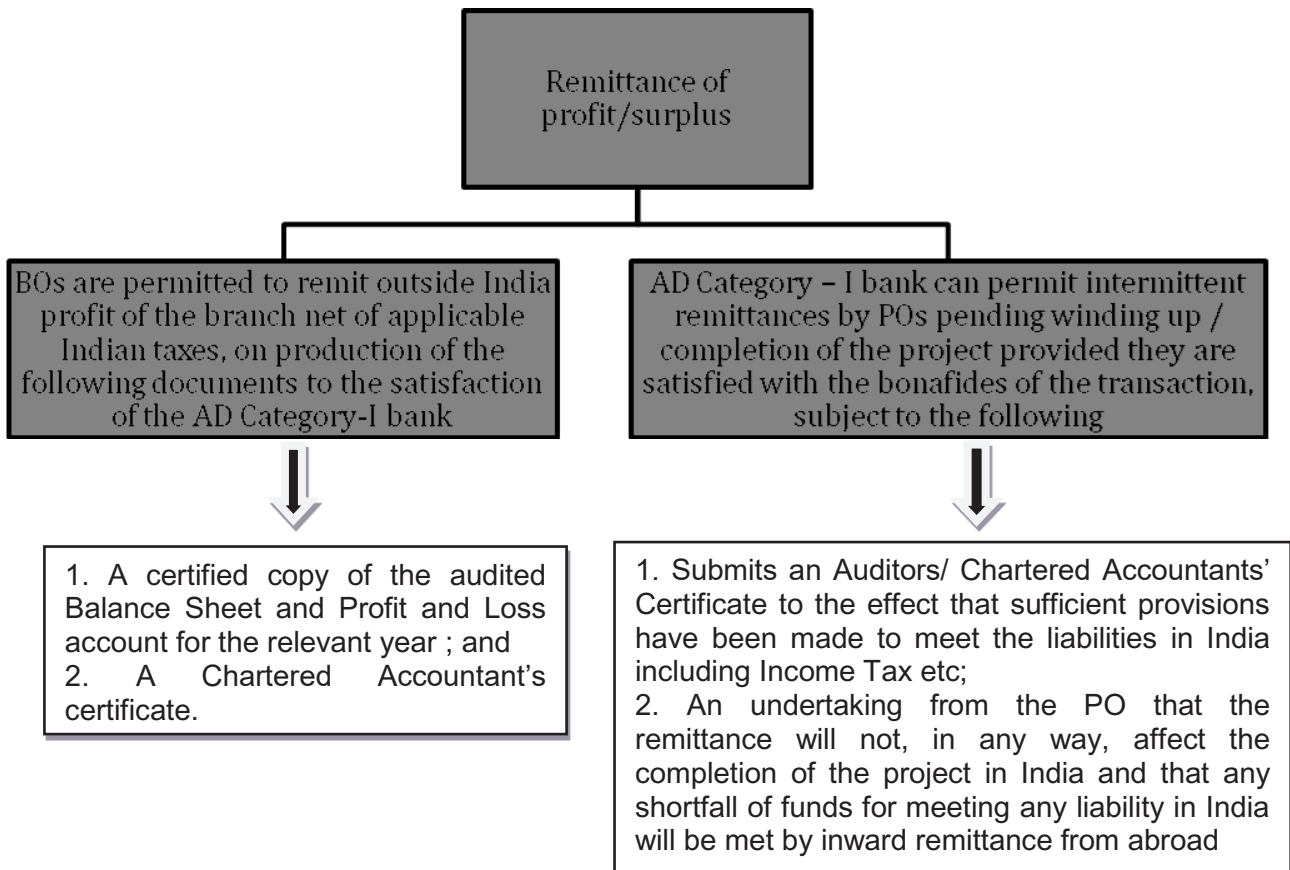 Remittance of
profit/surplus
BOs are permitted to remit outside India
profit of the branch net of applicable
Indian taxes, on production of the
following documents to the satisfaction
of the AD Category-I bank
AD Category – I bank can permit intermittent
remittances by POs pending winding up /
completion of the project provided they are
satisfied with the bonafides of the transaction,
subject to the following
1. A certified copy of the audited
Balance Sheet and Profit and Loss
account for the relevant year ; and
2. A Chartered Accountant’s
certificate.
1. Submits an Auditors/ Chartered Accountants’
Certificate to the effect that sufficient provisions
have been made to meet the liabilities in India
including Income Tax etc;
2. An undertaking from the PO that the
remittance will not, in any way, affect the
completion of the project in India and that any
shortfall of funds for meeting any liability in India
will be met by inward remittance from abroad